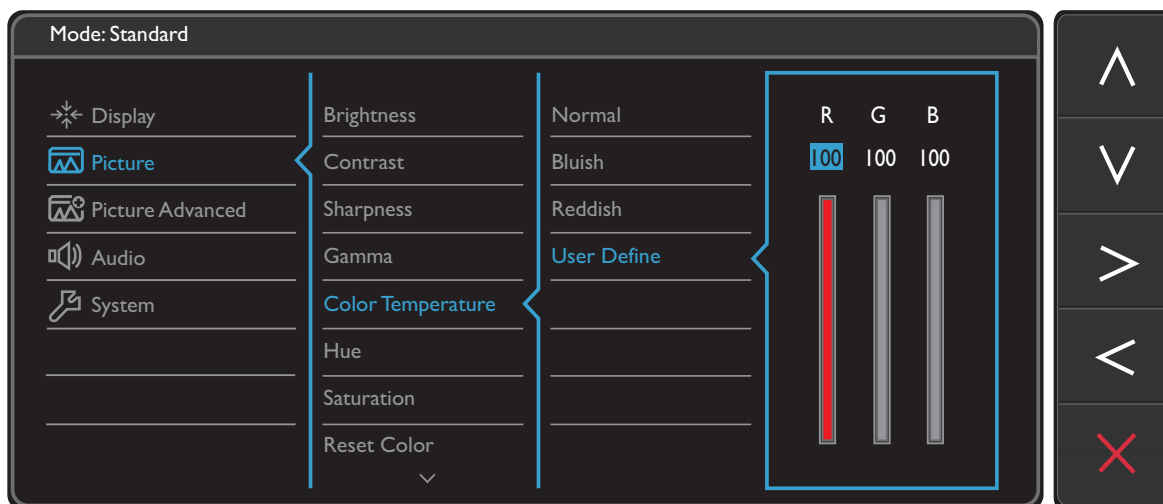 Mode: Standard
Display
Picture
Picture Advanced
Audio
System
Brightness
Contrast
Sharpness
Gamma
Color Temperature
Hue
Saturation
Reset Color
Normal
Bluish
Reddish
User Define
R G B
100 100 100